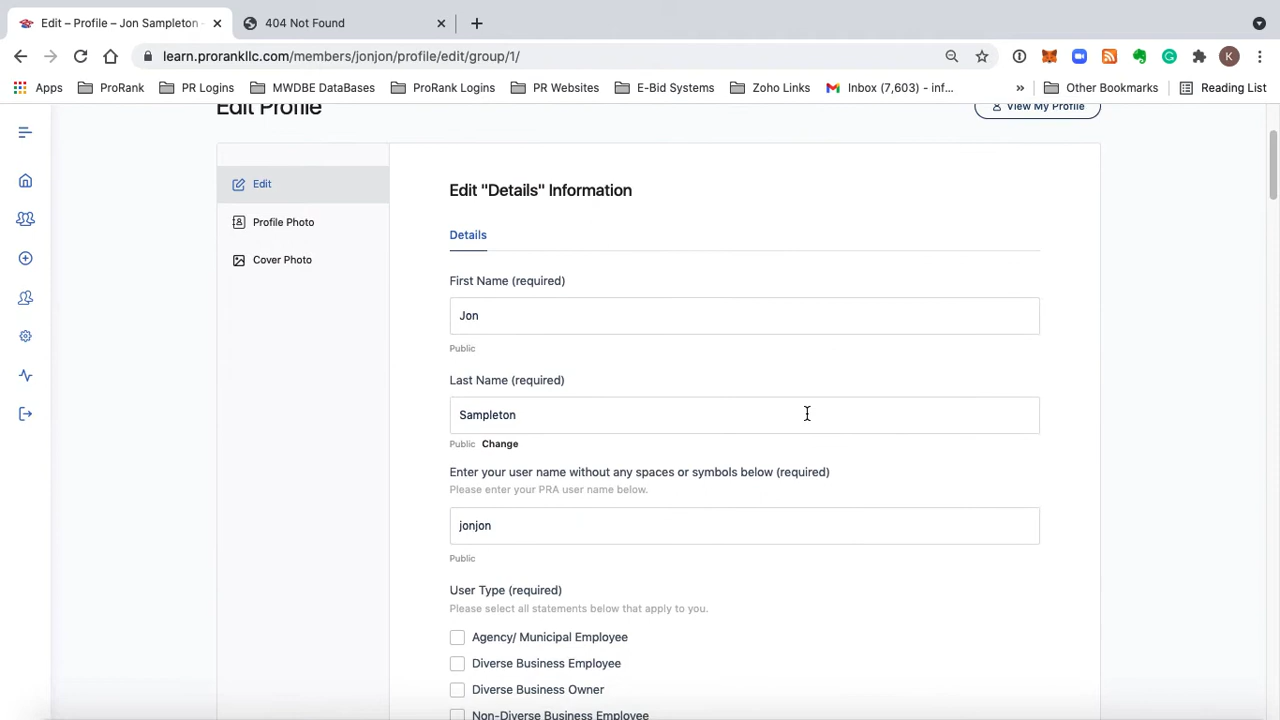 Edit – Profile – Jon Sampleton
404 Not Found
learn.prorankllc.com/members/jonjon/profile/edit/group/1/
K
Apps
ProRank
PR Logins
MWDBE DataBases
ProRank Logins
PR Websites
E-Bid Systems
Zoho Links
Inbox (7,603) – inf...
»
Other Bookmarks
Reading List
Edit Profile
View My Profile
Edit
Profile Photo
Cover Photo
Edit "Details" Information
Details
First Name (required)
Jon
Public
Last Name (required)
Sampleton
Public Change
Enter your user name without any spaces or symbols below (required)
Please enter your PRA user name below.
jonjon
Public
User Type (required)
Please select all statements below that apply to you.
Agency/ Municipal Employee
Diverse Business Employee
Diverse Business Owner
Non-Diverse Business Employee